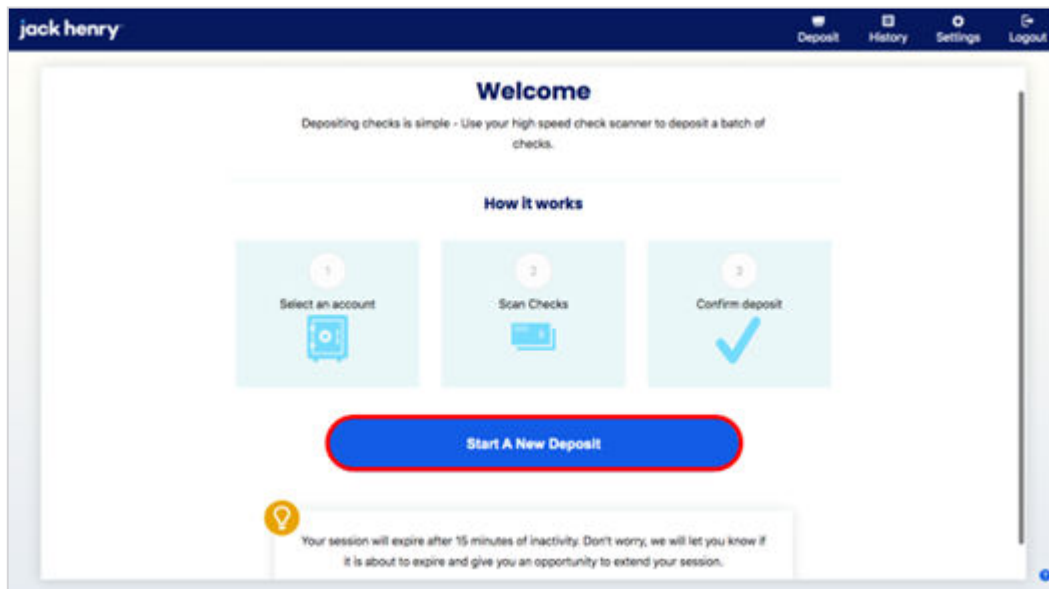 jack henry
Deposit History Settings Logout
Welcome
Depositing checks is simple - Use your high speed check scanner to deposit a batch of
checks.
How it works
1 2 3
Select an account Scan Checks Confirm deposit
Start A New Deposit
Your session will expire after 15 minutes of inactivity. Don't worry, we will let you know if
it is about to expire and give you an opportunity to extend your session.